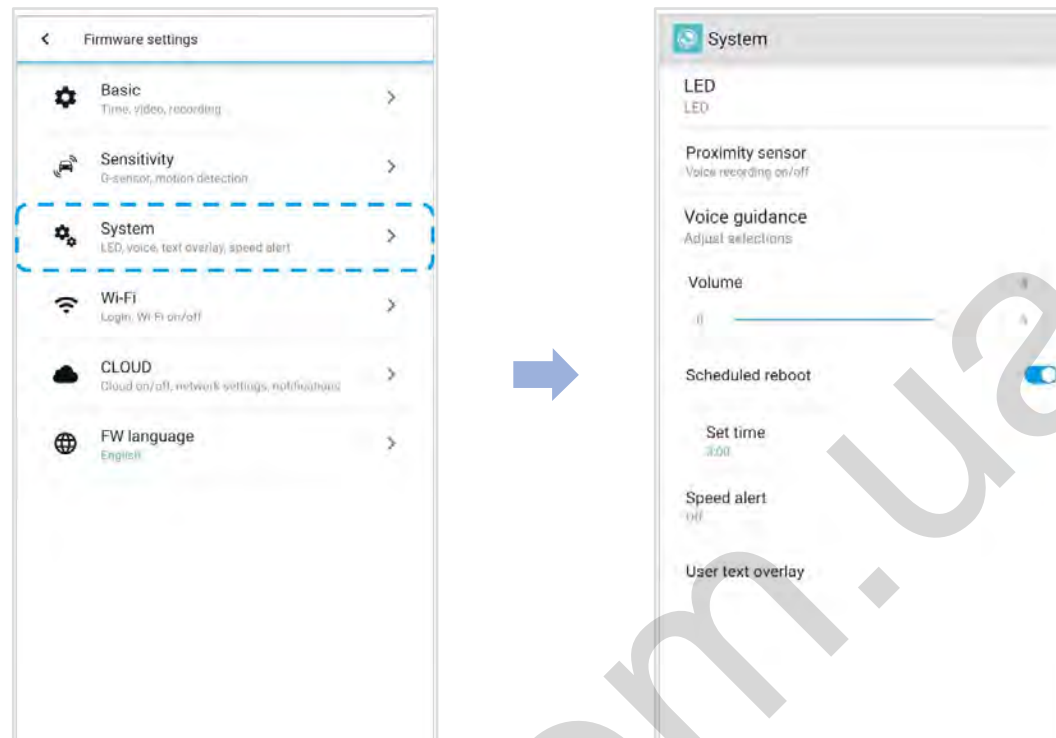 Firmware settings
Basic
Time, video, recording
Sensitivity
G-sensor, motion detection
System
LED, voice, text overlay, speed alert
Wi-Fi
Login, Wi-Fi on/off
CLOUD
Cloud on/off, network settings, notifications
FW language
English
System
LED
LED
Proximity sensor
Voice recording on/off
Voice guidance
Adjust selections
Volume
0
Scheduled reboot
Set time
3:00
Speed alert
Off
User text overlay
om.ua